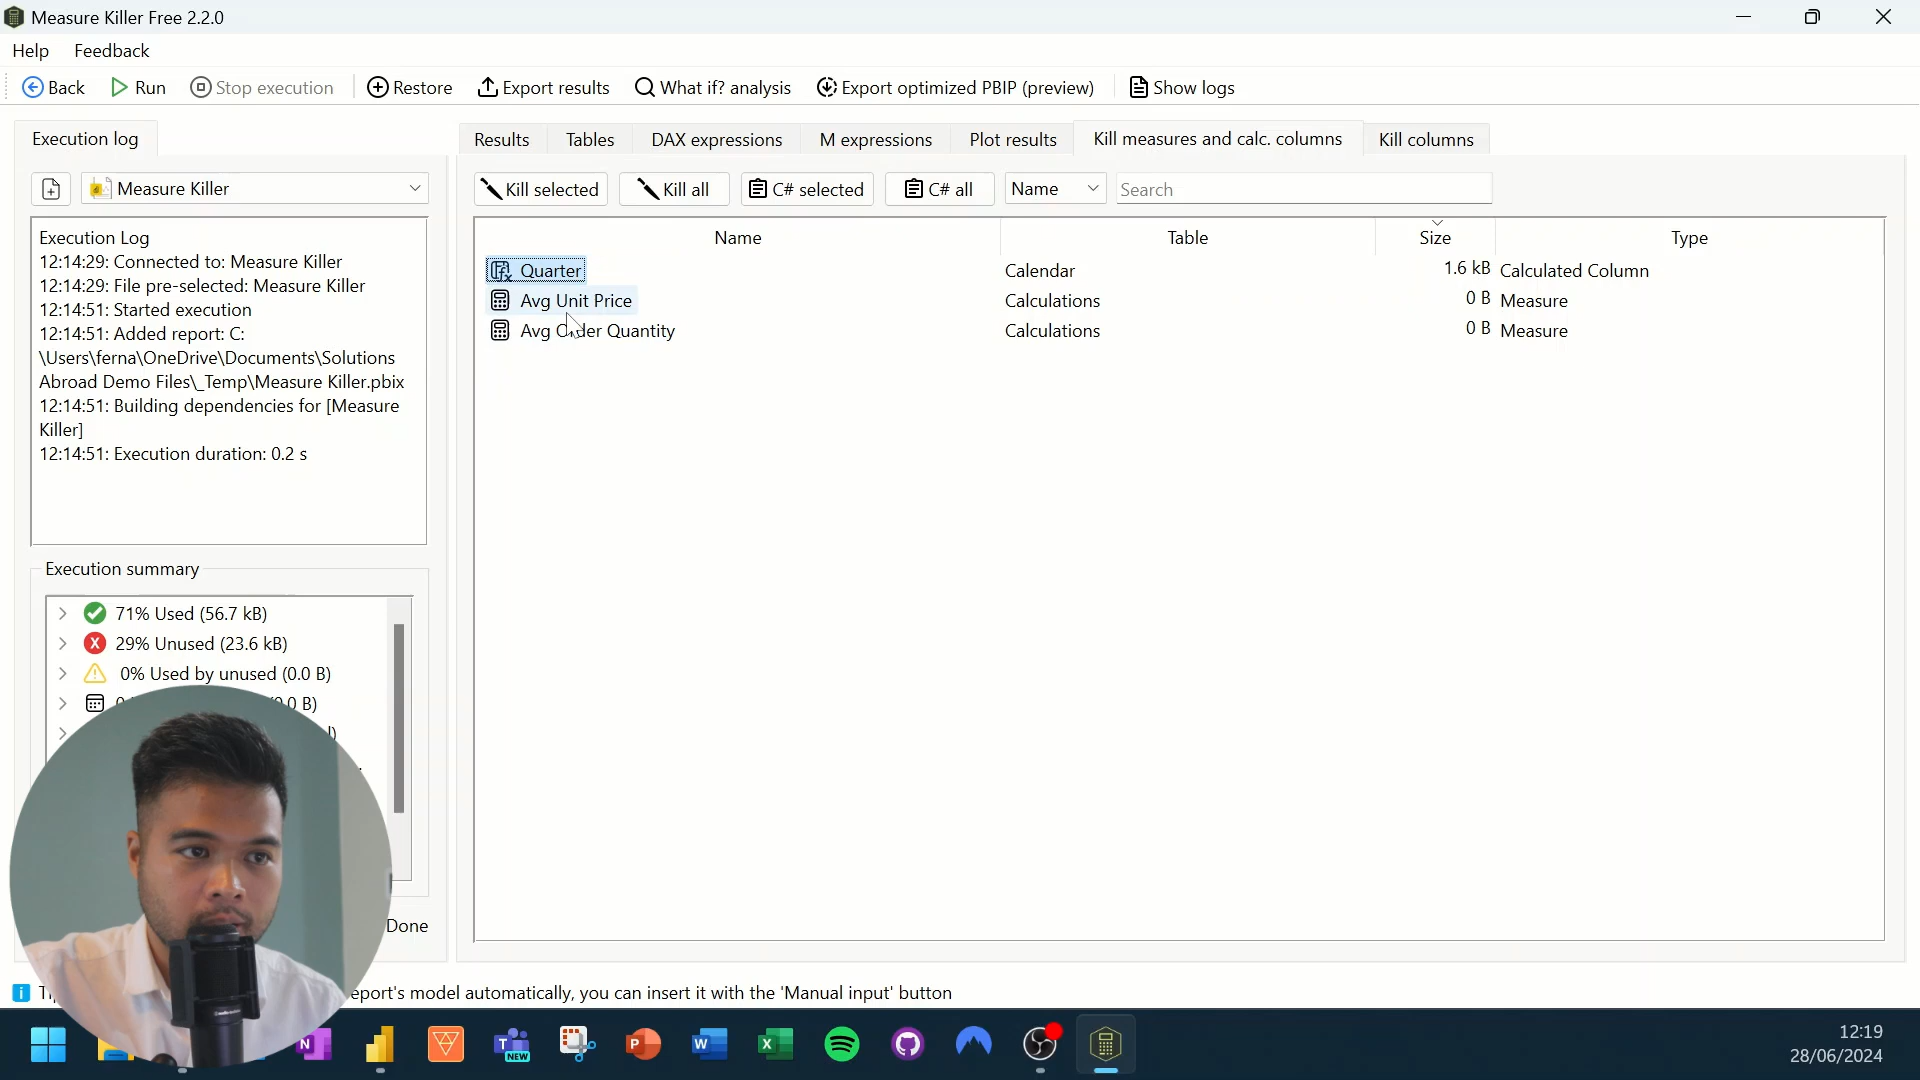 Measure Killer Free 2.2.0
Help Feedback
Back Run Stop execution Restore Export results What if? analysis Export optimized PBIP (preview) Show logs
Execution log
Results Tables DAX expressions M expressions Plot results Kill measures and calc. columns Kill columns
Measure Killer
Kill selected Kill all C# selected C# all Name Search
Execution Log
12:14:29: Connected to: Measure Killer
12:14:29: File pre-selected: Measure Killer
12:14:51: Started execution
12:14:51: Added report: C:
\Users\ferna\OneDrive\Documents\Solutions
Abroad Demo Files\_Temp\Measure Killer.pbix
12:14:51: Building dependencies for [Measure
Killer]
12:14:51: Execution duration: 0.2 s
Name Table Size Type
Quarter Calendar 1.6 kB Calculated Column
Avg Unit Price Calculations 0 B Measure
Avg Order Quantity Calculations 0 B Measure
Execution summary
71% Used (56.7 kB)
29% Unused (23.6 kB)
0% Used by unused (0.0 B)
0 B)
Done
eport's model automatically, you can insert it with the 'Manual input' button
N
T
NEW
P
W
X
12:19
28/06/2024